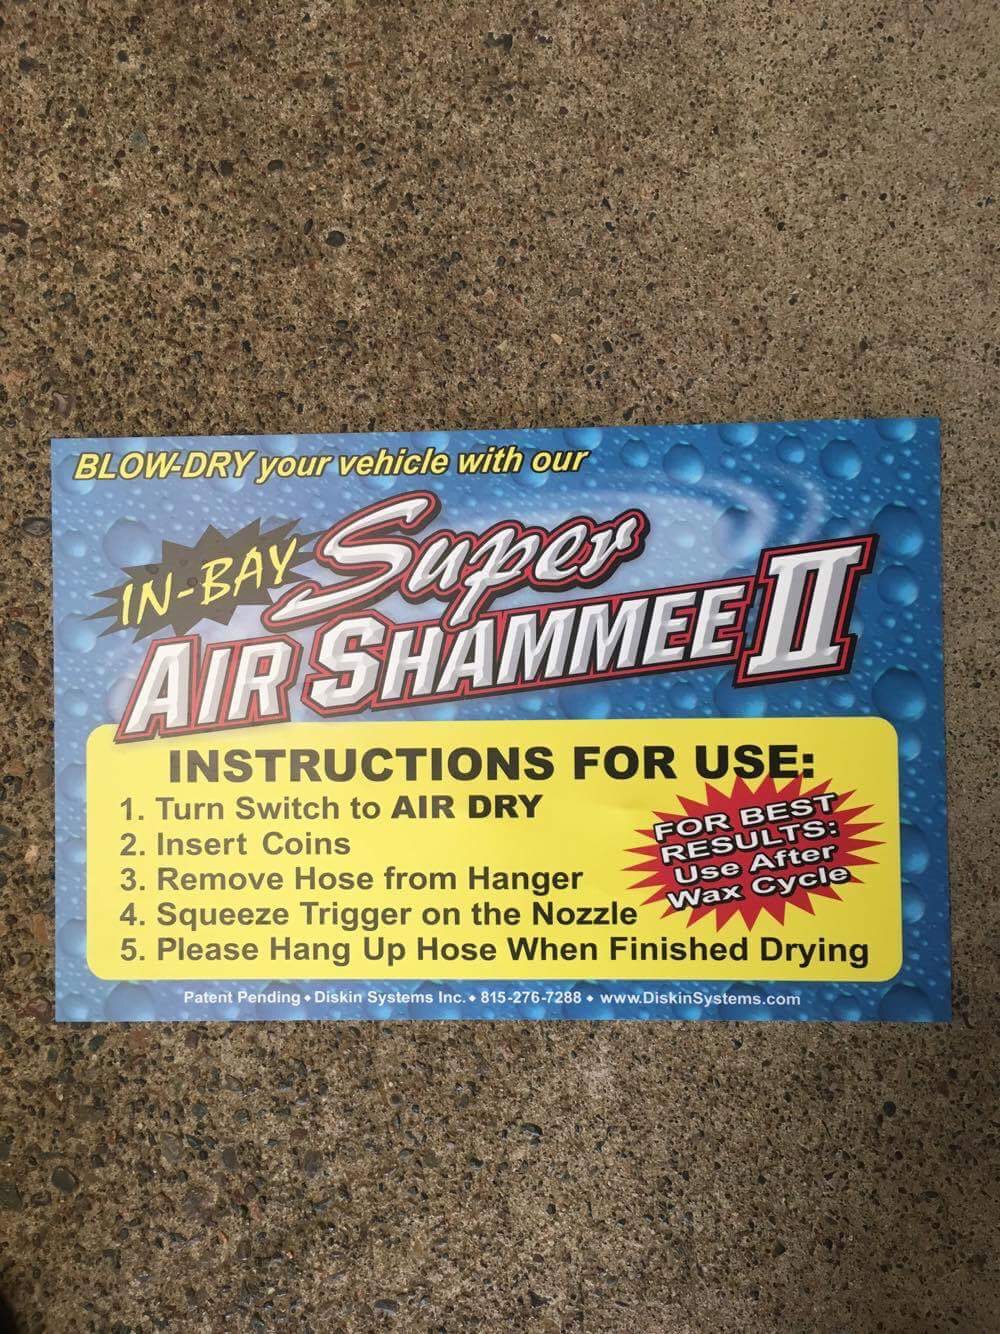 BLOW-DRY your vehicle with our
IN-BAY Super
AIR SHAMMEE II
INSTRUCTIONS FOR USE:
1. Turn Switch to AIR DRY
2. Insert Coins
3. Remove Hose from Hanger
4. Squeeze Trigger on the Nozzle
5. Please Hang Up Hose When Finished Drying
FOR BEST
RESULTS:
Use After
Wax Cycle
Patent Pending ◆ Diskin Systems Inc. ◆ 815-276-7288 ◆ www.DiskinSystems.com